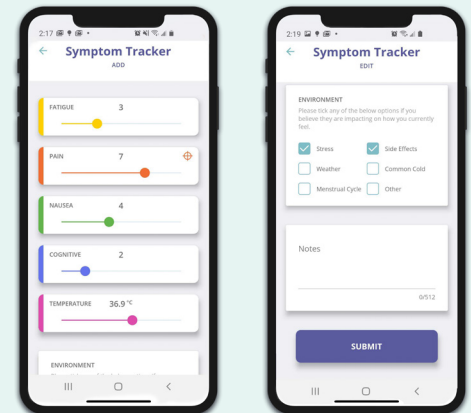 2:17
Symptom Tracker
ADD
FATIGUE 3
PAIN 7
NAUSEA 4
COGNITIVE 2
TEMPERATURE 36.9 °C
ENVIRONMENT
2:19
Symptom Tracker
EDIT
ENVIRONMENT
Please tick any of the below options if you
believe they are impacting on how you currently
feel.
Stress Side Effects
Weather Common Cold
Menstrual Cycle Other
Notes
0/512
SUBMIT